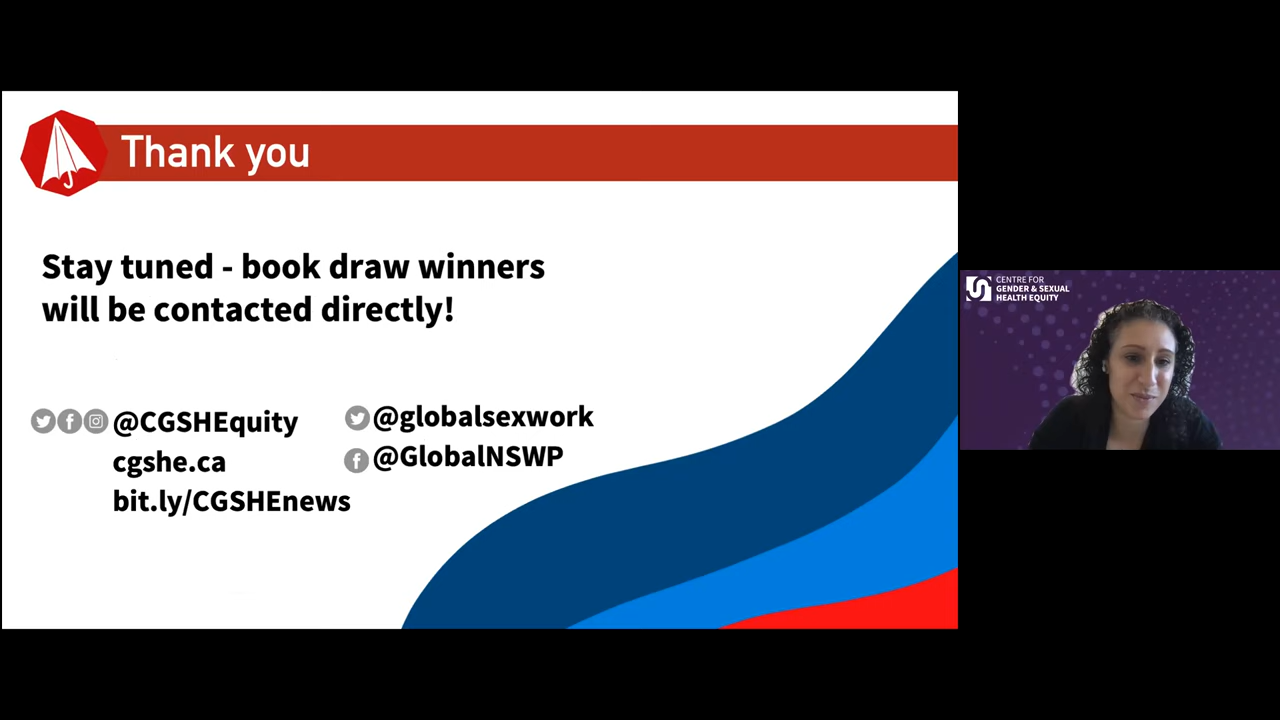 Thank you
Stay tuned - book draw winners
will be contacted directly!
@CGSHEquity
cgshe.ca
bit.ly/CGSHEnews
@globalsexwork
@GlobalNSWP
CENTRE FOR
GENDER & SEXUAL
HEALTH EQUITY